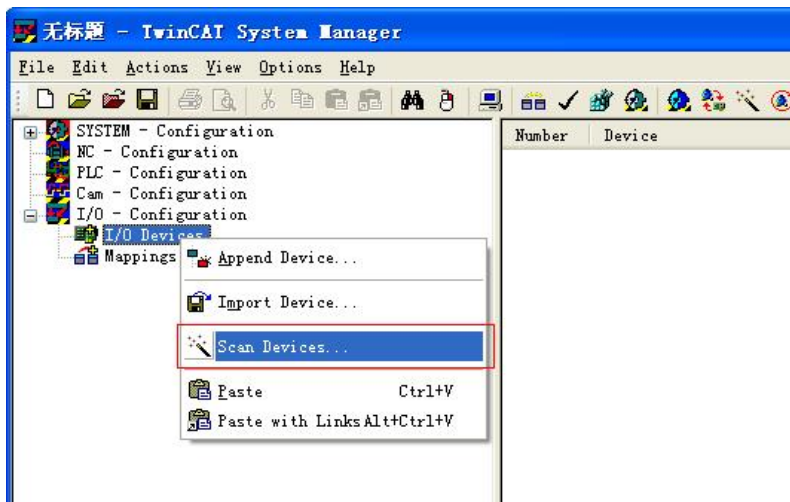 无标题 - TwinCAT System Manager
File Edit Actions View Options Help
SYSTEM - Configuration
NC - Configuration
PLC - Configuration
Cam - Configuration
I/O - Configuration
I/O Devices
Mappings
Number Device
Append Device...
Import Device...
Scan Devices...
Paste Ctrl+V
Paste with Links Alt+Ctrl+V